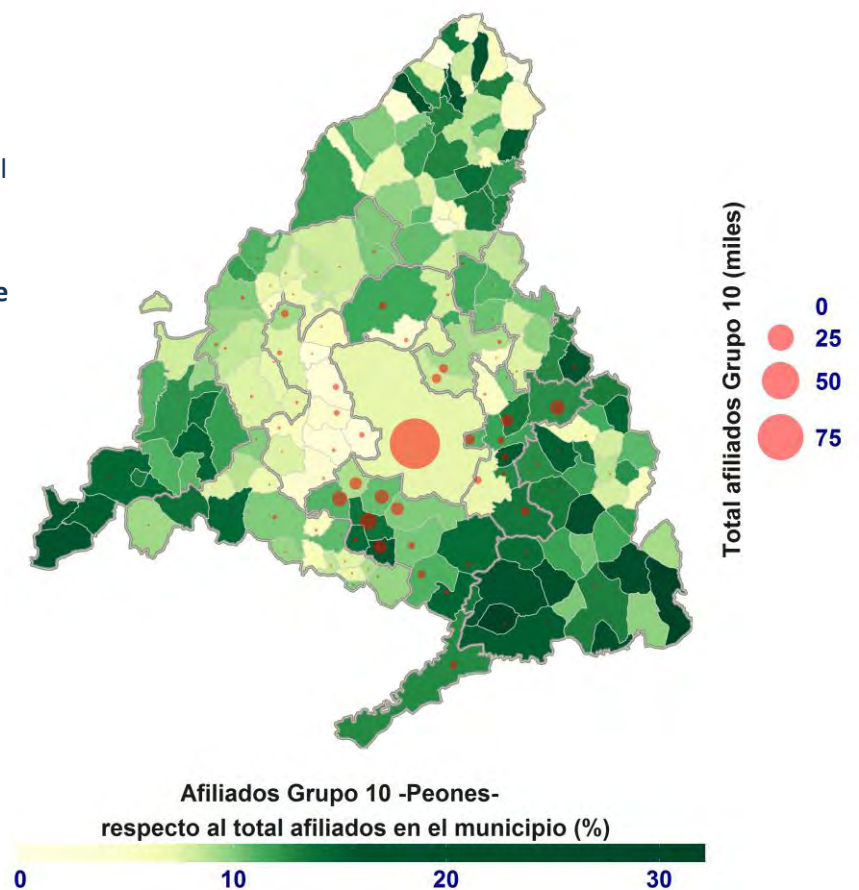 l
e
Total afiliados Grupo 10 (miles)
0
25
50
75
Afiliados Grupo 10 -Peones-
respecto al total afiliados en el municipio (%)
0 10 20 30